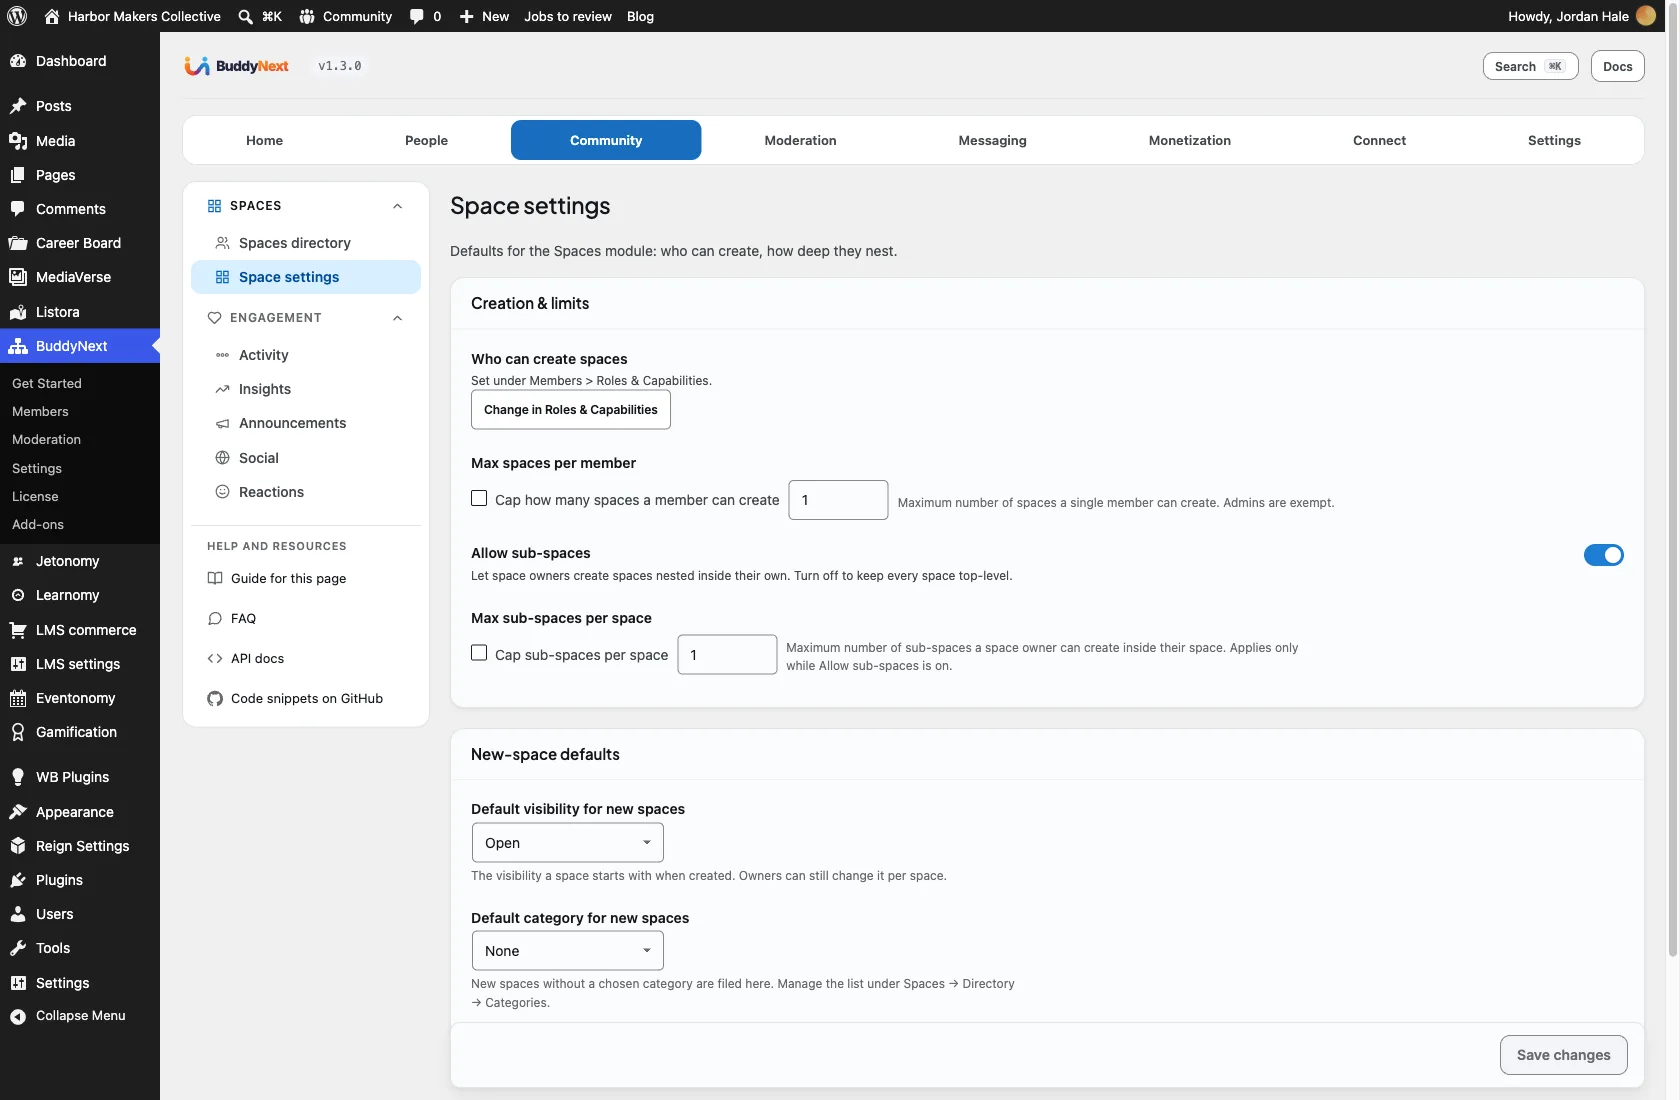 Harbor Makers Collective
⌘K
Community
0
New
Jobs to review
Blog
Howdy, Jordan Hale
Dashboard
Posts
Media
Pages
Comments
Career Board
MediaVerse
Listora
BuddyNext
Get Started
Members
Moderation
Settings
License
Add-ons
Jetonomy
Learnomy
LMS commerce
LMS settings
Eventonomy
Gamification
WB Plugins
Appearance
Reign Settings
Plugins
Users
Tools
Settings
Collapse Menu
BuddyNext
v1.3.0
Search ⌘K
Docs
Home
People
Community
Moderation
Messaging
Monetization
Connect
Settings
SPACES
Spaces directory
Space settings
ENGAGEMENT
Activity
Insights
Announcements
Social
Reactions
HELP AND RESOURCES
Guide for this page
FAQ
API docs
Code snippets on GitHub
Space settings
Defaults for the Spaces module: who can create, how deep they nest.
Creation & limits
Who can create spaces
Set under Members > Roles & Capabilities.
Change in Roles & Capabilities
Max spaces per member
Cap how many spaces a member can create
1
Maximum number of spaces a single member can create. Admins are exempt.
Allow sub-spaces
Let space owners create spaces nested inside their own. Turn off to keep every space top-level.
Max sub-spaces per space
Cap sub-spaces per space
1
Maximum number of sub-spaces a space owner can create inside their space. Applies only
while Allow sub-spaces is on.
New-space defaults
Default visibility for new spaces
Open
The visibility a space starts with when created. Owners can still change it per space.
Default category for new spaces
None
New spaces without a chosen category are filed here. Manage the list under Spaces → Directory
→ Categories.
Save changes